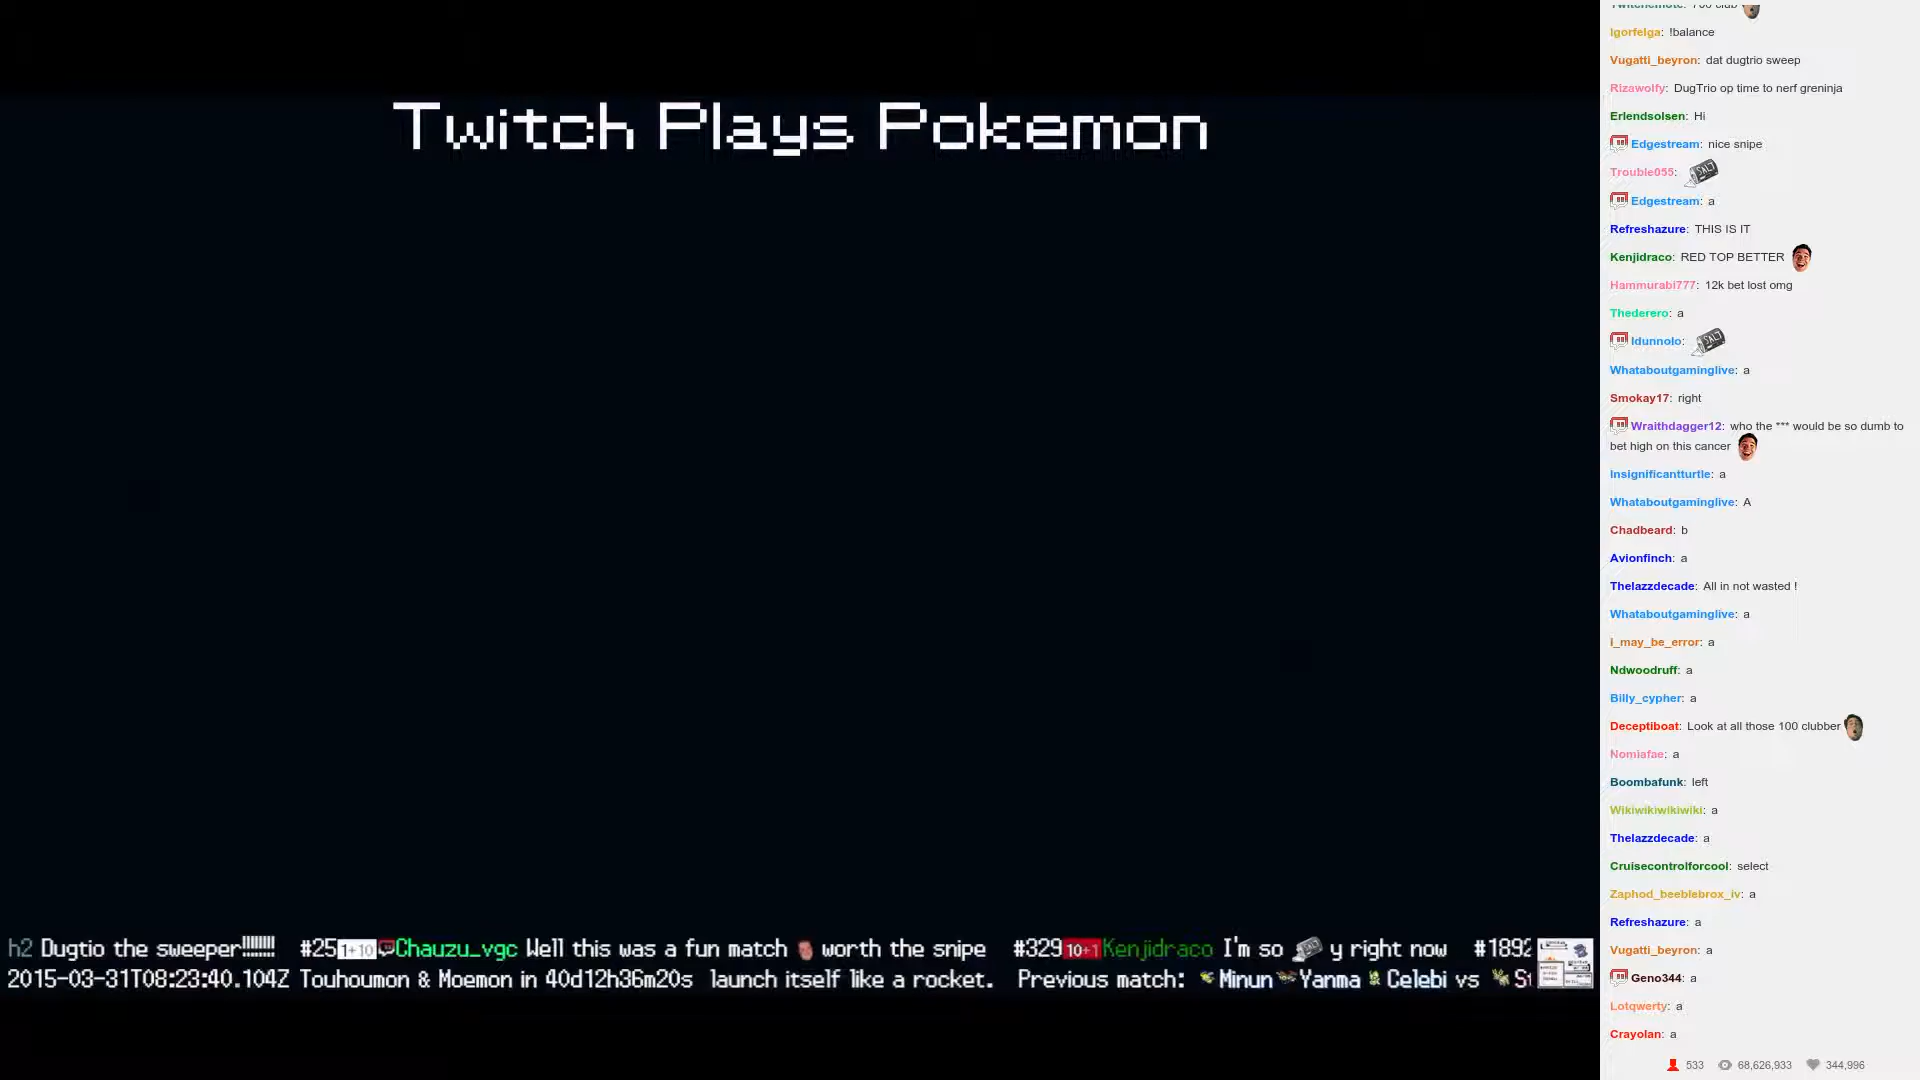 Twitch Plays Pokemon
h2 Dugtio the sweeper!!!!!!!! #25 1+10 Chauzu_vgc Well this was a fun match worth the snipe #329 10+1 Kenjidraco I'm so y right now #1892
2015-03-31T08:23:40.104Z Touhoumon & Moemon in 40d12h36m20s launch itself like a rocket. Previous match: Minun Yanma Celebi vs St
Igorfelga: !balance
Vugatti_beyron: dat dugtrio sweep
Rizawolfy: DugTrio op time to nerf greninja
Erlendsolsen: Hi
Edgestream: nice snipe
Trouble055:
Edgestream: a
Refreshazure: THIS IS IT
Kenjidraco: RED TOP BETTER
Hammurabi777: 12k bet lost omg
Thederero: a
Idunnolo:
Whataboutgaminglive: a
Smokay17: right
Wraithdagger12: who the *** would be so dumb to
bet high on this cancer
Insignificantturtle: a
Whataboutgaminglive: A
Chadbeard: b
Avionfinch: a
Thelazzdecade: All in not wasted !
Whataboutgaminglive: a
I_may_be_error: a
Ndwoodruff: a
Billy_cypher: a
Deceptiboat: Look at all those 100 clubber
Nomiafae: a
Boombafunk: left
Wikiwikiwikiwiki: a
Thelazzdecade: a
Cruisecontrolforcool: select
Zaphod_beeblebrox_iv: a
Refreshazure: a
Vugatti_beyron: a
Geno344: a
Lotqwerty: a
Crayolan: a
533 68,626,933 344,996